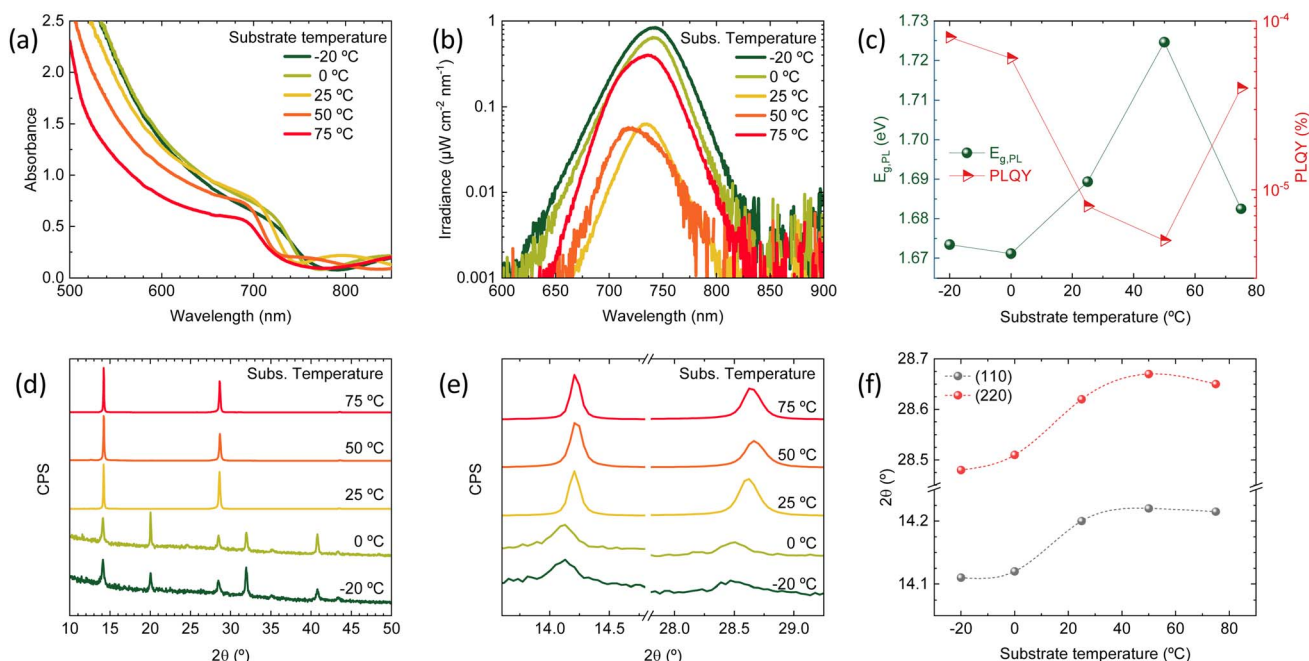 (a)
Substrate temperature
-20 ºC
0 ºC
25 ºC
50 ºC
75 ºC
2.5
2.0
1.5
1.0
0.5
0.0
Absorbance
500
600
700
800
Wavelength (nm)
(b)
Subs. Temperature
-20 ºC
0 ºC
25 ºC
50 ºC
75 ºC
1
0.1
0.01
0.001
Irradiance (µW cm⁻² nm⁻¹)
600
650
700
750
800
850
900
Wavelength (nm)
(c)
1.73
1.72
1.71
1.70
1.69
1.68
1.67
E_g,PL (eV)
E_g,PL
PLQY
10⁻⁴
10⁻⁵
PLQY (%)
-20
0
20
40
60
80
Substrate temperature (ºC)
(d)
Subs. Temperature
75 ºC
50 ºC
25 ºC
0 ºC
-20 ºC
CPS
10
15
20
25
30
35
40
45
50
2θ (º)
(e)
Subs. Temperature
75 ºC
50 ºC
25 ºC
0 ºC
-20 ºC
CPS
14.0
14.5
28.0
28.5
29.0
2θ (º)
(f)
28.7
28.6
28.5
14.2
14.1
2θ (º)
(110)
(220)
-20
0
20
40
60
80
Substrate temperature (ºC)